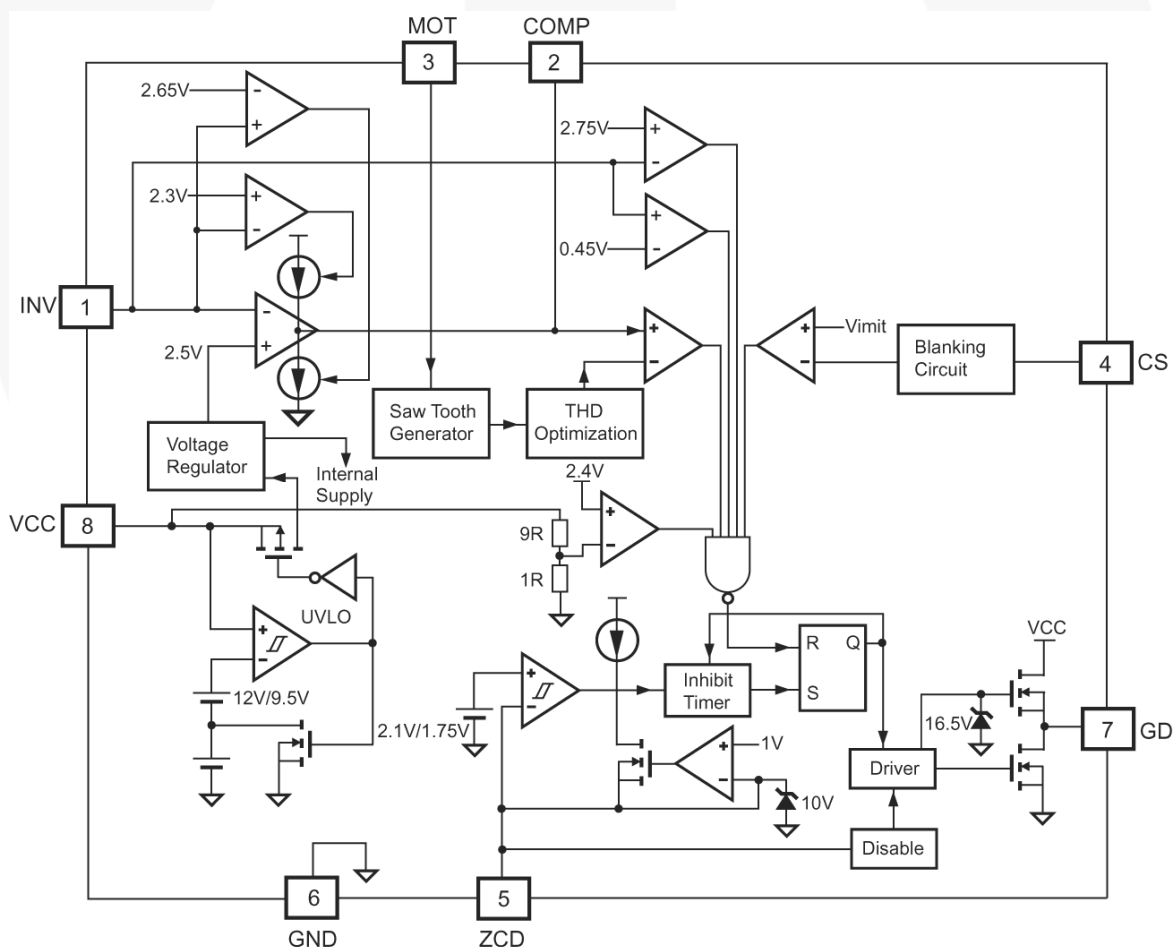 MOT
COMP
3
2
2.65V
-
+
2.75V
+
-
2.3V
+
-
+
-
0.45V
INV
1
-
+
2.5V
+
-
Vimit
+
-
Blanking
Circuit
4
CS
Saw Tooth
Generator
THD
Optimization
Voltage
Regulator
Internal
Supply
2.4V
VCC
8
+
-
9R
1R
UVLO
+
-
12V/9.5V
+
-
2.1V/1.75V
Inhibit
Timer
R
Q
S
VCC
16.5V
7
GD
1V
+
-
10V
Driver
Disable
6
GND
5
ZCD